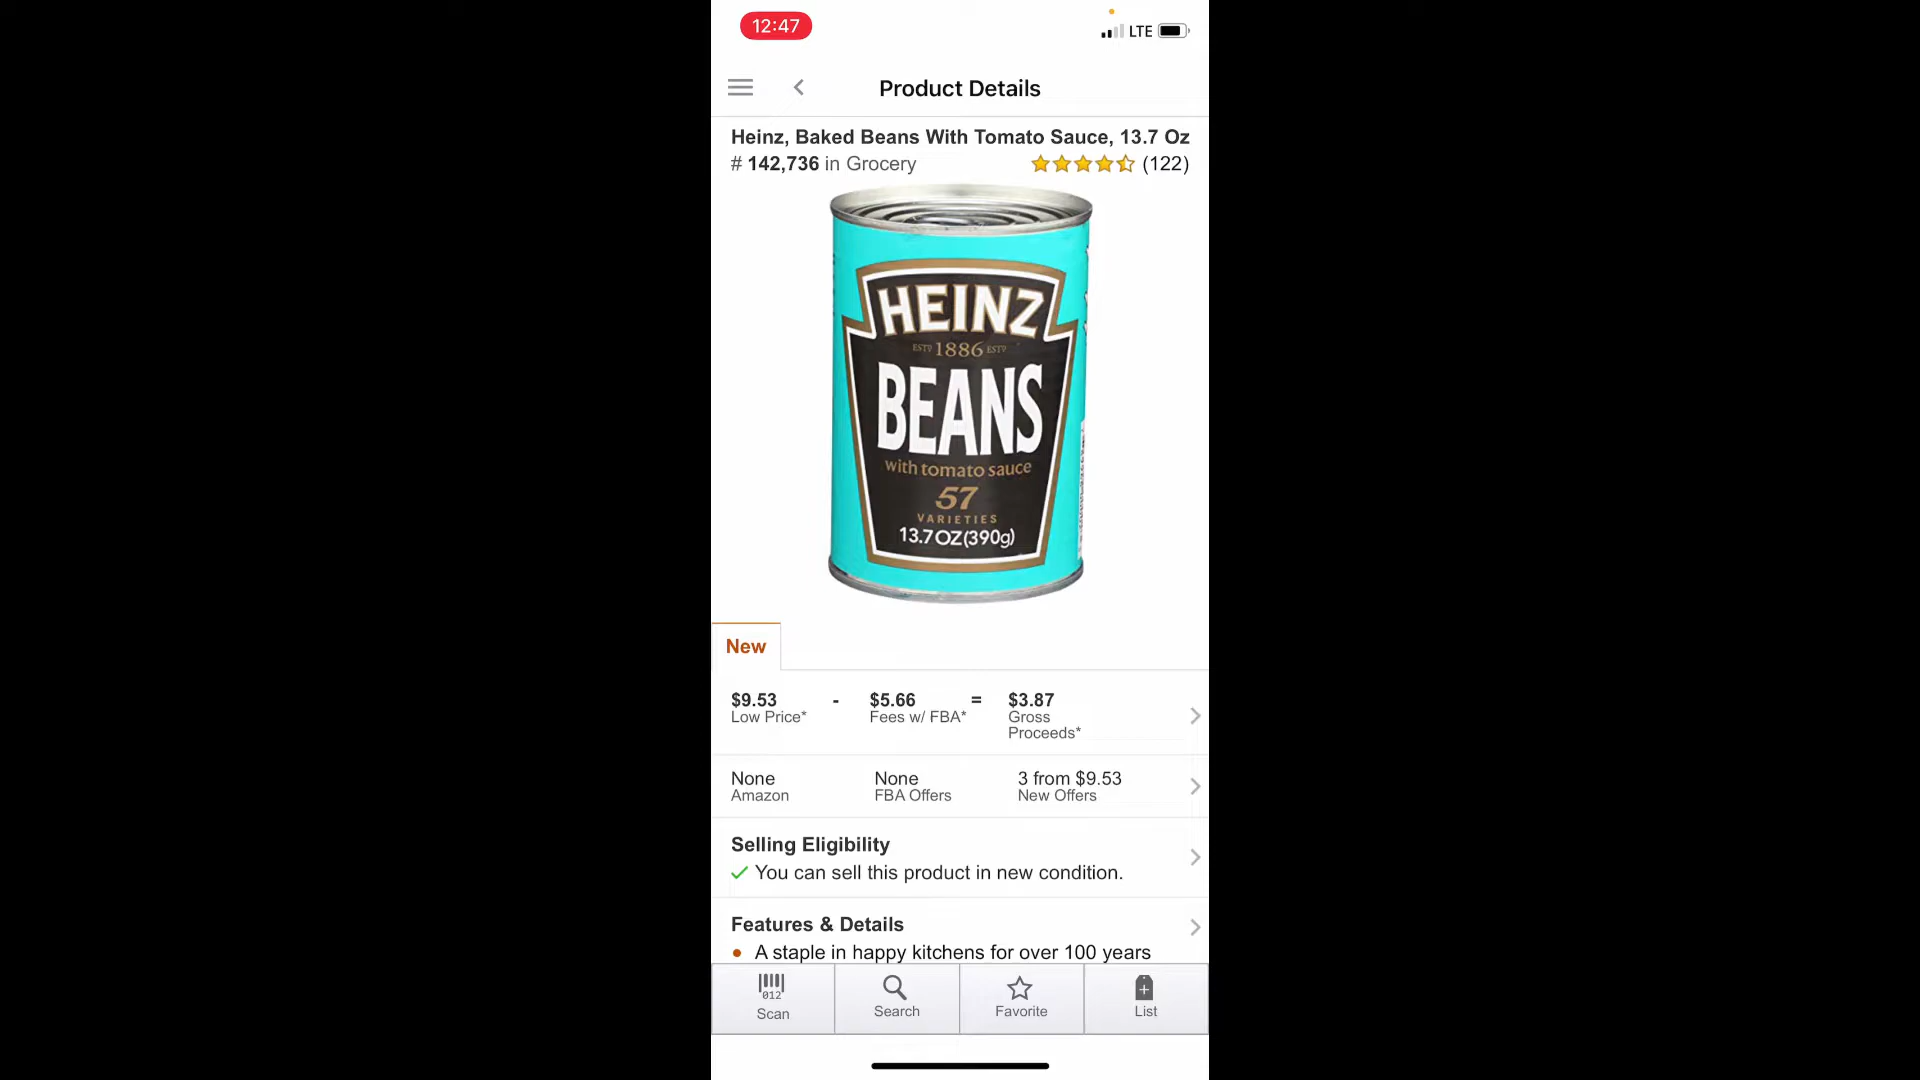 12:47
LTE
Product Details
Heinz, Baked Beans With Tomato Sauce, 13.7 Oz
# 142,736 in Grocery (122)
HEINZ
ESTD 1886 ESTD
BEANS
with tomato sauce
57
VARIETIES
13.7 OZ(390g)
New
$9.53 - $5.66 = $3.87
Low Price* Fees w/ FBA* Gross
Proceeds*
None None 3 from $9.53
Amazon FBA Offers New Offers
Selling Eligibility
You can sell this product in new condition.
Features & Details
• A staple in happy kitchens for over 100 years
012
Scan Search Favorite List